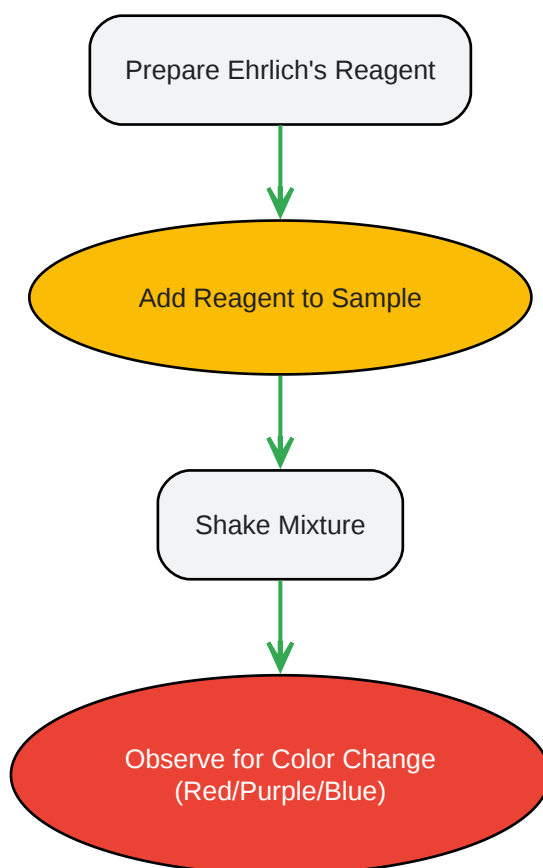 Prepare Ehrlich's Reagent
Add Reagent to Sample
Shake Mixture
Observe for Color Change
(Red/Purple/Blue)